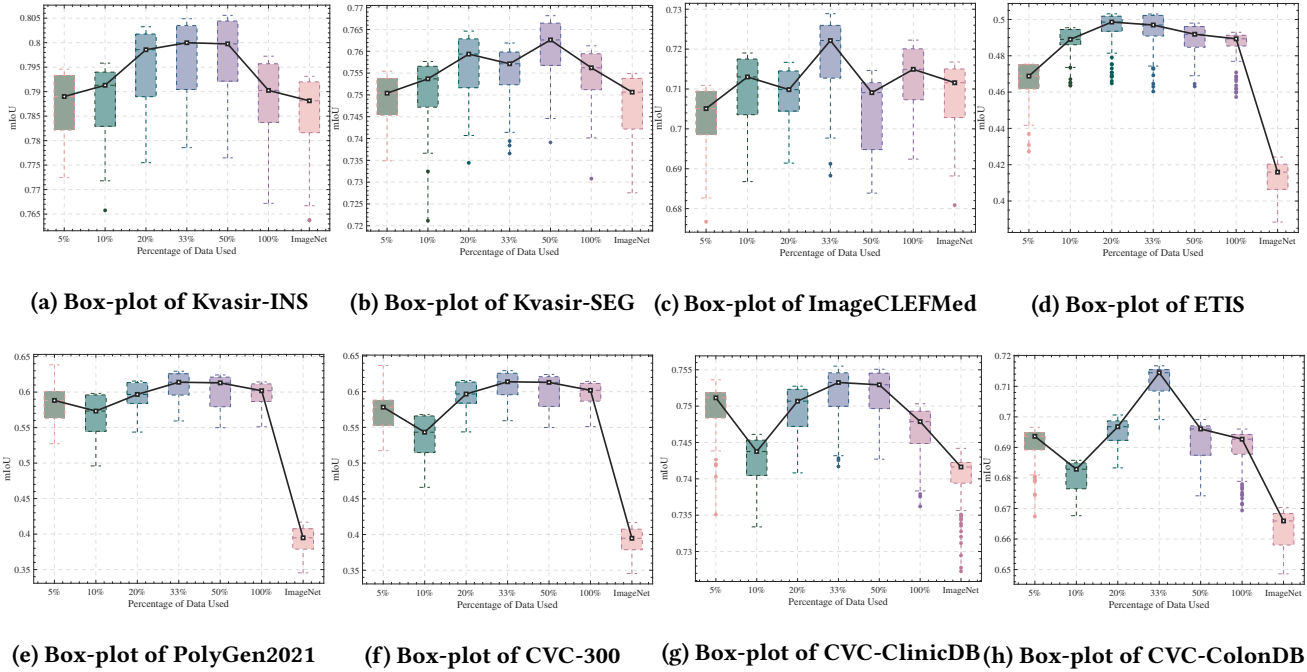 0.805
0.8
0.795
0.79
0.785
0.78
0.775
0.77
0.765
mIoU
5% 10% 20% 33% 50% 100% ImageNet
Percentage of Data Used
(a) Box-plot of Kvasir-INS
0.77
0.765
0.76
0.755
0.75
0.745
0.74
0.735
0.73
0.725
0.72
mIoU
5% 10% 20% 33% 50% 100% ImageNet
Percentage of Data Used
(b) Box-plot of Kvasir-SEG
0.73
0.72
0.71
0.7
0.69
0.68
mIoU
5% 10% 20% 33% 50% 100% ImageNet
Percentage of Data Used
(c) Box-plot of ImageCLEFMed
0.5
0.48
0.46
0.44
0.42
0.4
mIoU
5% 10% 20% 33% 50% 100% ImageNet
Percentage of Data Used
(d) Box-plot of ETIS
0.65
0.6
0.55
0.5
0.45
0.4
0.35
mIoU
5% 10% 20% 33% 50% 100% ImageNet
Percentage of Data Used
(e) Box-plot of PolyGen2021
0.65
0.6
0.55
0.5
0.45
0.4
0.35
mIoU
5% 10% 20% 33% 50% 100% ImageNet
Percentage of Data Used
(f) Box-plot of CVC-300
0.755
0.75
0.745
0.74
0.735
0.73
mIoU
5% 10% 20% 33% 50% 100% ImageNet
Percentage of Data Used
(g) Box-plot of CVC-ClinicDB
0.72
0.71
0.7
0.69
0.68
0.67
0.66
0.65
mIoU
5% 10% 20% 33% 50% 100% ImageNet
Percentage of Data Used
(h) Box-plot of CVC-ColonDB